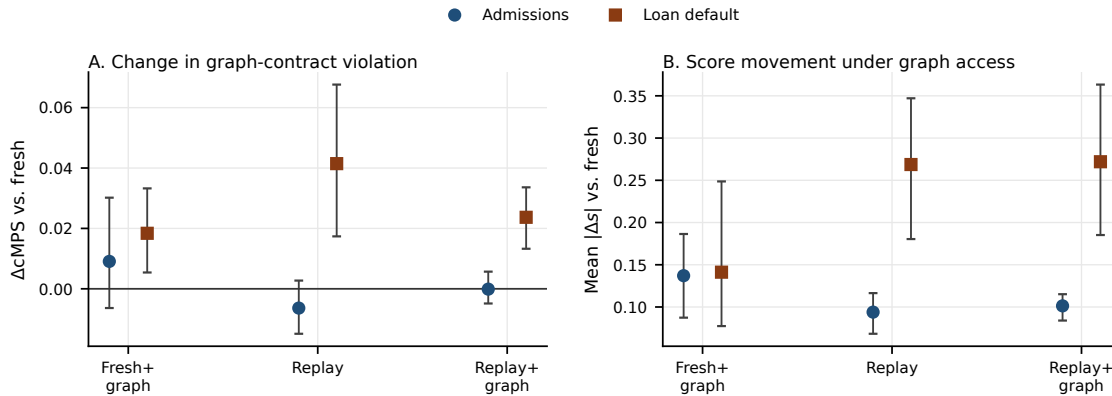 Admissions
Loan default
A. Change in graph-contract violation
ΔcMPS vs. fresh
0.06
0.04
0.02
0.00
Fresh+
graph
Replay
Replay+
graph
B. Score movement under graph access
Mean |Δs| vs. fresh
0.35
0.30
0.25
0.20
0.15
0.10
Fresh+
graph
Replay
Replay+
graph